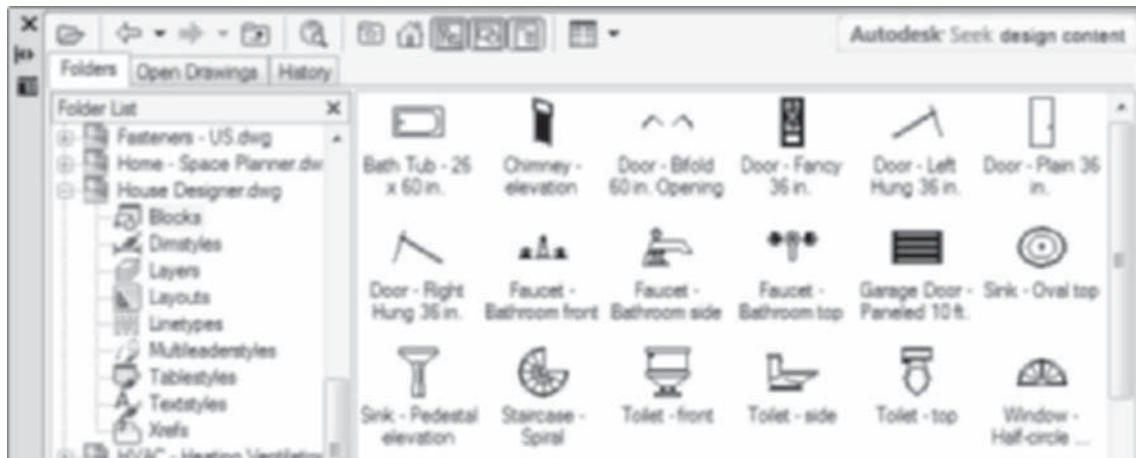 Autodesk Seek design content
Folders
Open Drawings
History
Folder List
Fasteners - US.dwg
Home - Space Planner.dw
House Designer.dwg
Blocks
Dimstyles
Layers
Layouts
Linetypes
Multileaderstyles
Tablestyles
Textstyles
Xrefs
HVAC - Heating Ventilation
Bath Tub - 26
x 60 in.
Chimney -
elevation
Door - Bifold
60 in. Opening
Door - Fancy
36 in.
Door - Left
Hung 36 in.
Door - Plain 36
in.
Door - Right
Hung 36 in.
Faucet -
Bathroom front
Faucet -
Bathroom side
Faucet -
Bathroom top
Garage Door -
Paneled 10 ft.
Sink - Oval top
Sink - Pedestal
elevation
Staircase -
Spiral
Toilet - front
Toilet - side
Toilet - top
Window -
Half-circle ...